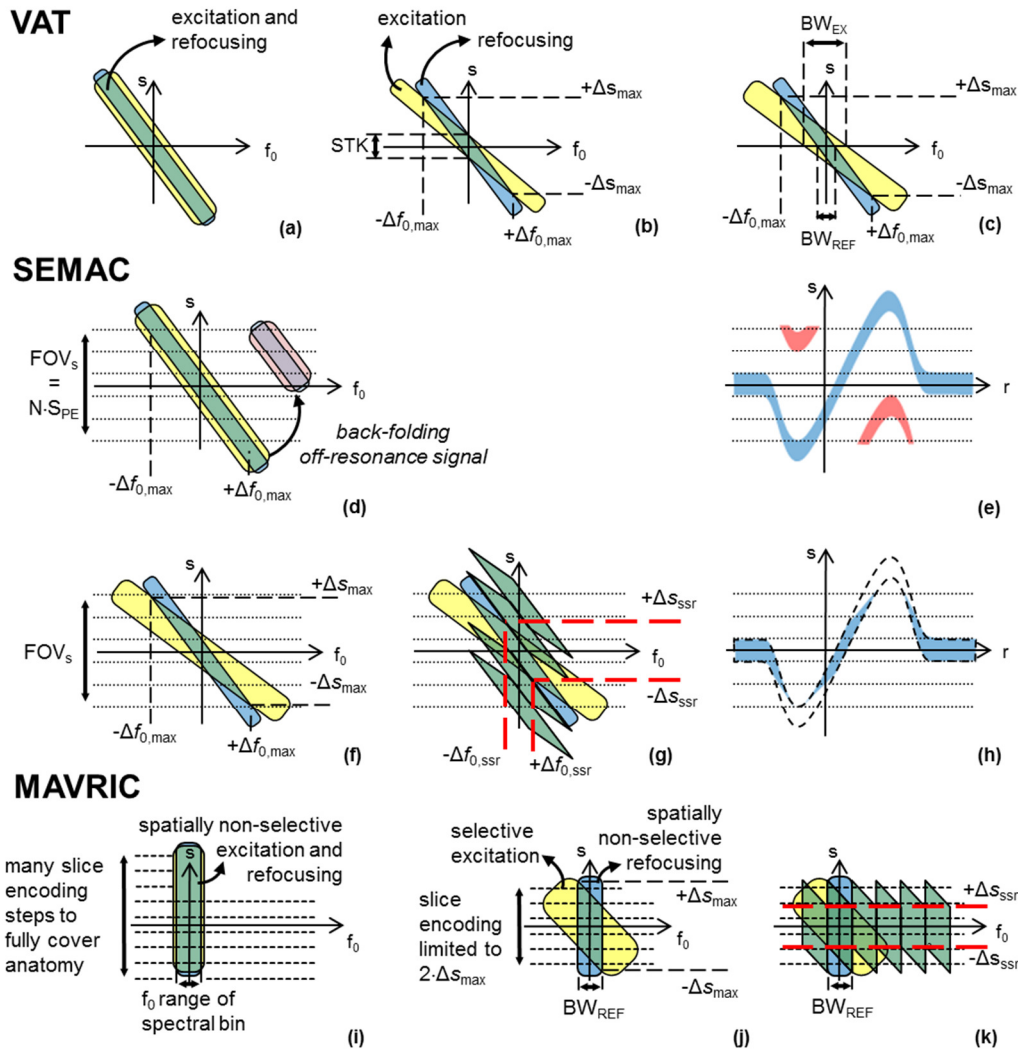 VAT
excitation and
refocusing
s
f₀
(a)
excitation
refocusing
s
+Δsmax
STK
f₀
-Δsmax
-Δf₀,max
+Δf₀,max
(b)
BWEX
s
+Δsmax
f₀
-Δsmax
-Δf₀,max
+Δf₀,max
BWREF
(c)
SEMAC
s
FOVs
=
N·SPE
f₀
back-folding
off-resonance signal
-Δf₀,max
+Δf₀,max
(d)
s
r
(e)
s
+Δsmax
FOVs
f₀
-Δsmax
-Δf₀,max
+Δf₀,max
(f)
s
+Δsssr
f₀
-Δsssr
-Δf₀,ssr
+Δf₀,ssr
(g)
s
r
(h)
MAVRIC
spatially non-selective
excitation and
refocusing
s
many slice
encoding
steps to
fully cover
anatomy
f₀
f₀ range of
spectral bin
(i)
selective
excitation
spatially
non-selective
refocusing
s
+Δsmax
slice
encoding
limited to
2·Δsmax
f₀
-Δsmax
BWREF
(j)
s
+Δsssr
f₀
-Δsssr
BWREF
(k)